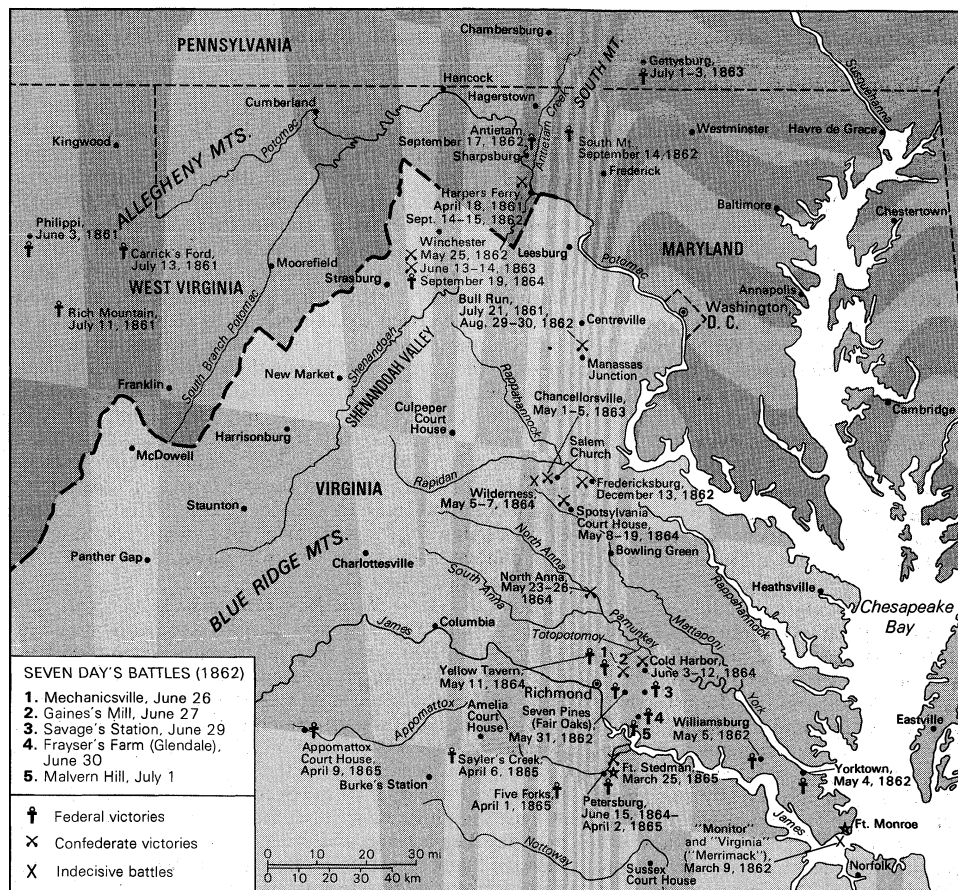 PENNSYLVANIA
Chambersburg
SOUTH MT.
Gettysburg,
July 1–3, 1863
Susquehanna
Hancock
Hagerstown
Cumberland
Potomac
Kingwood
ALLEGHENY MTS.
Antietam,
September 17, 1862
Sharpsburg
Antietam Creek
South Mt.
September 14, 1862
Westminster
Havre de Grace
Frederick
Harpers Ferry,
April 18, 1861
Sept. 14–15, 1862
Baltimore
Chestertown
Philippi,
June 3, 1861
Carrick's Ford,
July 13, 1861
WEST VIRGINIA
Rich Mountain,
July 11, 1861
Moorefield
South Branch Potomac
Strasburg
Winchester
May 25, 1862
June 13–14, 1863
September 19, 1864
Leesburg
Potomac
MARYLAND
Annapolis
Washington,
D. C.
Bull Run,
July 21, 1861,
Aug. 29–30, 1862
Centreville
Manassas
Junction
Shenandoah
SHENANDOAH VALLEY
Rappahannock
New Market
Franklin
Chancellorsville,
May 1–5, 1863
Cambridge
Culpeper
Court
House
Harrisonburg
McDowell
Salem
Church
Rapidan
VIRGINIA
Fredericksburg,
December 13, 1862
Wilderness,
May 5–7, 1864
Spotsylvania
Court House,
May 8–19, 1864
Staunton
Bowling Green
North Anna
Panther Gap
BLUE RIDGE MTS.
Charlottesville
South Anna
North Anna,
May 23–26,
1864
Heathsville
Rappahannock
Chesapeake
Bay
Pamunkey
Mattaponi
James
Columbia
Totopotomoy
1
2
Cold Harbor,
June 3–12, 1864
Yellow Tavern,
May 11, 1864
Richmond
3
York
Seven Pines
(Fair Oaks)
May 31, 1862
4
5
Williamsburg
May 5, 1862
Eastville
Appomattox
Amelia
Court
House
Appomattox
Court House,
April 9, 1865
Sayler's Creek,
April 6, 1865
Ft. Stedman,
March 25, 1865
Yorktown,
May 4, 1862
Burke's Station
Five Forks,
April 1, 1865
Petersburg,
June 15, 1864–
April 2, 1865
James
Ft. Monroe
"Monitor"
and "Virginia"
("Merrimack"),
March 9, 1862
Norfolk
Nottoway
Sussex
Court House
SEVEN DAY'S BATTLES (1862)
1. Mechanicsville, June 26
2. Gaines's Mill, June 27
3. Savage's Station, June 29
4. Frayser's Farm (Glendale),
June 30
5. Malvern Hill, July 1
Federal victories
Confederate victories
Indecisive battles
0 10 20 30 mi
0 10 20 30 40 km